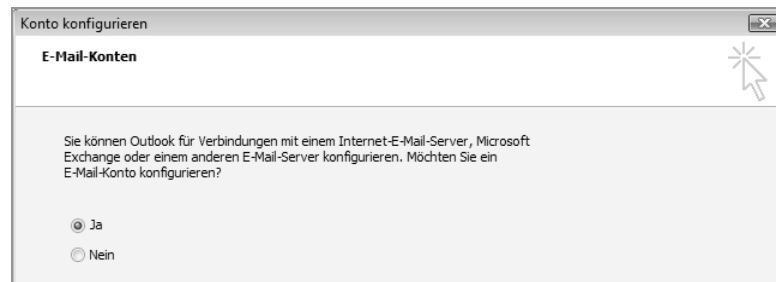 Konto konfigurieren
E-Mail-Konten
Sie können Outlook für Verbindungen mit einem Internet-E-Mail-Server, Microsoft
Exchange oder einem anderen E-Mail-Server konfigurieren. Möchten Sie ein
E-Mail-Konto konfigurieren?
Ja
Nein